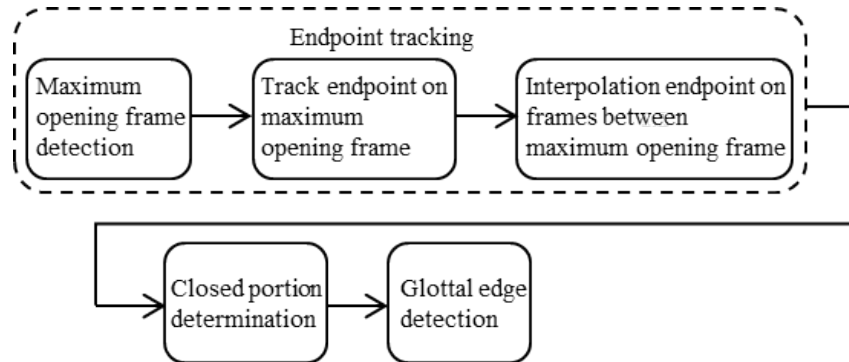 Endpoint tracking
Maximum
opening frame
detection
Track endpoint on
maximum
opening frame
Interpolation endpoint on
frames between
maximum opening frame
Closed portion
determination
Glottal edge
detection